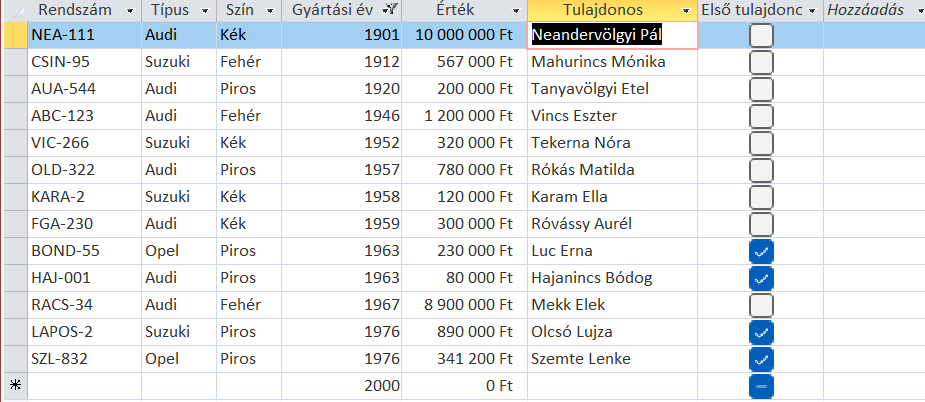 Rendszám Típus Szín Gyártási év Érték Tulajdonos Első tulajdonc Hozzáadás
NEA-111 Audi Kék 1901 10 000 000 Ft Neandervölgyi Pál
CSIN-95 Suzuki Fehér 1912 567 000 Ft Mahurincs Mónika
AUA-544 Audi Piros 1920 200 000 Ft Tanyavölgyi Etel
ABC-123 Audi Fehér 1946 1 200 000 Ft Vincs Eszter
VIC-266 Suzuki Kék 1952 320 000 Ft Tekerna Nóra
OLD-322 Audi Piros 1957 780 000 Ft Rókás Matilda
KARA-2 Suzuki Kék 1958 120 000 Ft Karam Ella
FGA-230 Audi Kék 1959 300 000 Ft Róvássy Aurél
BOND-55 Opel Piros 1963 230 000 Ft Luc Erna
HAJ-001 Audi Piros 1963 80 000 Ft Hajanincs Bódog
RACS-34 Audi Fehér 1967 8 900 000 Ft Mekk Elek
LAPOS-2 Suzuki Piros 1976 890 000 Ft Olcsó Lujza
SZL-832 Opel Piros 1976 341 200 Ft Szemte Lenke
2000 0 Ft